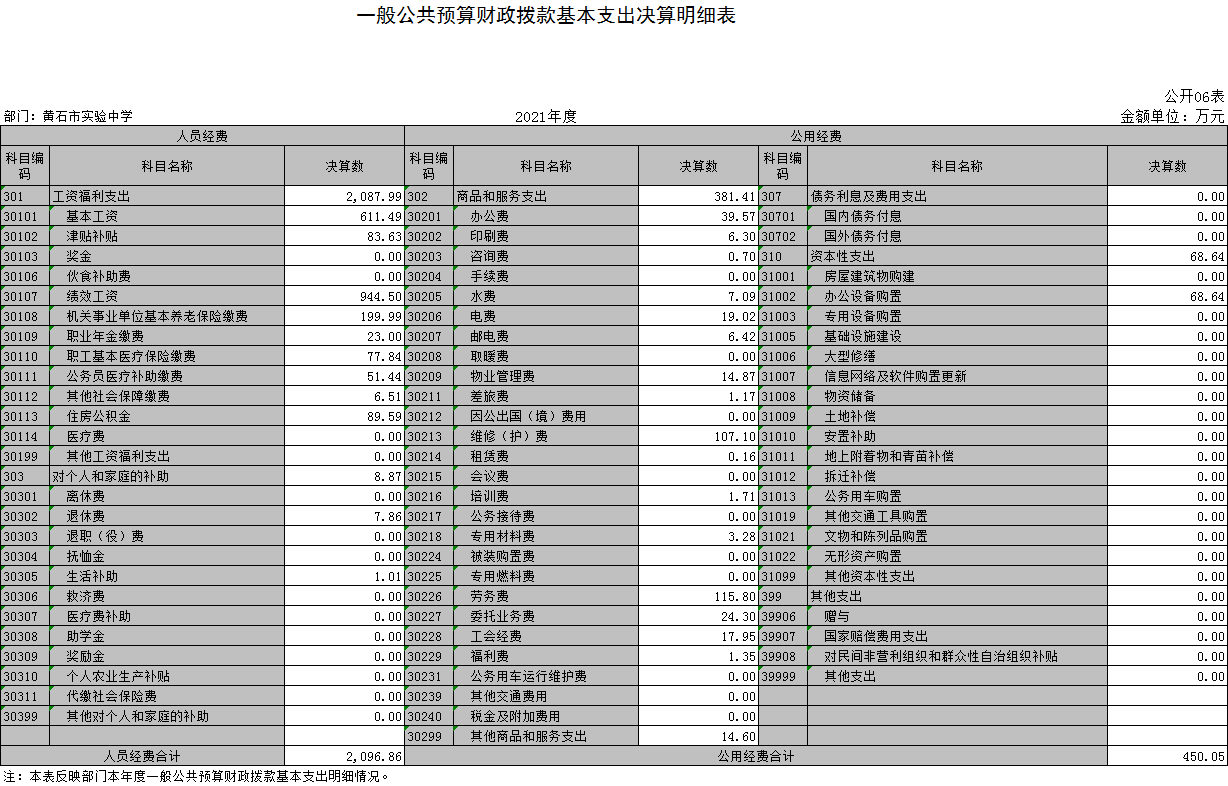 一般公共预算财政拨款基本支出决算明细表
公开06表
部门：黄石市实验中学 2021年度 金额单位：万元
人员经费 公用经费
科目编码 科目名称 决算数 科目编码 科目名称 决算数 科目编码 科目名称 决算数
301 工资福利支出 2,087.99 302 商品和服务支出 381.41 307 债务利息及费用支出 0.00
30101 基本工资 611.49 30201 办公费 39.57 30701 国内债务付息 0.00
30102 津贴补贴 83.63 30202 印刷费 6.30 30702 国外债务付息 0.00
30103 奖金 0.00 30203 咨询费 0.70 310 资本性支出 68.64
30106 伙食补助费 0.00 30204 手续费 0.00 31001 房屋建筑物购建 0.00
30107 绩效工资 944.50 30205 水费 7.09 31002 办公设备购置 68.64
30108 机关事业单位基本养老保险缴费 199.99 30206 电费 19.02 31003 专用设备购置 0.00
30109 职业年金缴费 23.00 30207 邮电费 6.42 31005 基础设施建设 0.00
30110 职工基本医疗保险缴费 77.84 30208 取暖费 0.00 31006 大型修缮 0.00
30111 公务员医疗补助缴费 51.44 30209 物业管理费 14.87 31007 信息网络及软件购置更新 0.00
30112 其他社会保障缴费 6.51 30211 差旅费 1.17 31008 物资储备 0.00
30113 住房公积金 89.59 30212 因公出国（境）费用 0.00 31009 土地补偿 0.00
30114 医疗费 0.00 30213 维修（护）费 107.10 31010 安置补助 0.00
30199 其他工资福利支出 0.00 30214 租赁费 0.16 31011 地上附着物和青苗补偿 0.00
303 对个人和家庭的补助 8.87 30215 会议费 0.00 31012 拆迁补偿 0.00
30301 离休费 0.00 30216 培训费 1.71 31013 公务用车购置 0.00
30302 退休费 7.86 30217 公务接待费 0.00 31019 其他交通工具购置 0.00
30303 退职（役）费 0.00 30218 专用材料费 3.28 31021 文物和陈列品购置 0.00
30304 抚恤金 0.00 30224 被装购置费 0.00 31022 无形资产购置 0.00
30305 生活补助 1.01 30225 专用燃料费 0.00 31099 其他资本性支出 0.00
30306 救济费 0.00 30226 劳务费 115.80 399 其他支出 0.00
30307 医疗费补助 0.00 30227 委托业务费 24.30 39906 赠与 0.00
30308 助学金 0.00 30228 工会经费 17.95 39907 国家赔偿费用支出 0.00
30309 奖励金 0.00 30229 福利费 1.35 39908 对民间非营利组织和群众性自治组织补贴 0.00
30310 个人农业生产补贴 0.00 30231 公务用车运行维护费 0.00 39999 其他支出 0.00
30311 代缴社会保险费 0.00 30239 其他交通费用 0.00
30399 其他对个人和家庭的补助 0.00 30240 税金及附加费用 0.00
30299 其他商品和服务支出 14.60
人员经费合计 2,096.86 公用经费合计 450.05
注：本表反映部门本年度一般公共预算财政拨款基本支出明细情况。